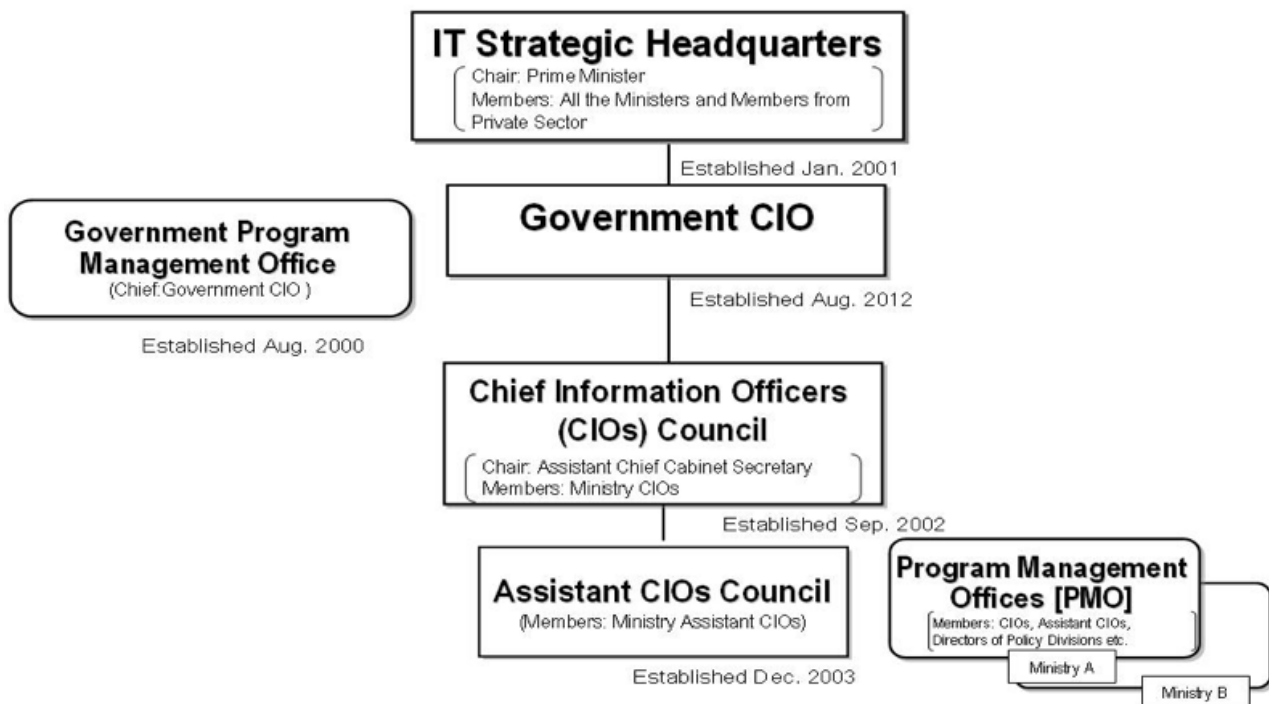 IT Strategic Headquarters
Chair: Prime Minister
Members: All the Ministers and Members from
Private Sector
Established Jan. 2001
Government CIO
Established Aug. 2012
Government Program
Management Office
(Chief:Government CIO )
Established Aug. 2000
Chief Information Officers
(CIOs) Council
Chair: Assistant Chief Cabinet Secretary
Members: Ministry CIOs
Established Sep. 2002
Assistant CIOs Council
(Members: Ministry Assistant CIOs)
Established Dec. 2003
Program Management
Offices [PMO]
Members: CIOs, Assistant CIOs,
Directors of Policy Divisions etc.
Ministry A
Ministry B